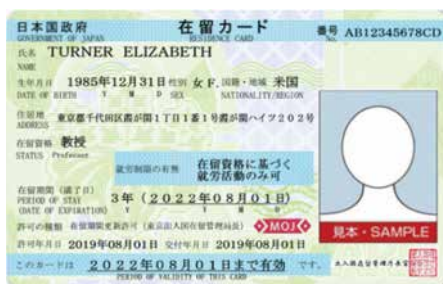 日本国政府 在留カード 番号 AB12345678CD
GOVERNMENT OF JAPAN RESIDENCE CARD No.
氏名 TURNER ELIZABETH
NAME
生年月日 1985年12月31日 性別 女 F. 国籍・地域 米国
DATE OF BIRTH Y M D SEX NATIONALITY/REGION
住居地 東京都千代田区霞が関1丁目1番1号霞が関ハイツ202号
ADDRESS
在留資格 教授
STATUS Professor
就労制限の有無 在留資格に基づく
就労活動のみ可
在留期間(満了日) 3年(2022年08月01日)
PERIOD OF STAY Y M D
(DATE OF EXPIRATION)
許可の種類 在留期間更新許可(東京出入国在留管理局長) MOJ
見本・SAMPLE
許可年月日 2019年08月01日 交付年月日 2019年08月01日
このカードは 2022年08月01日まで有効 です。
PERIOD OF VALIDITY OF THIS CARD
出入国在留管理庁長官